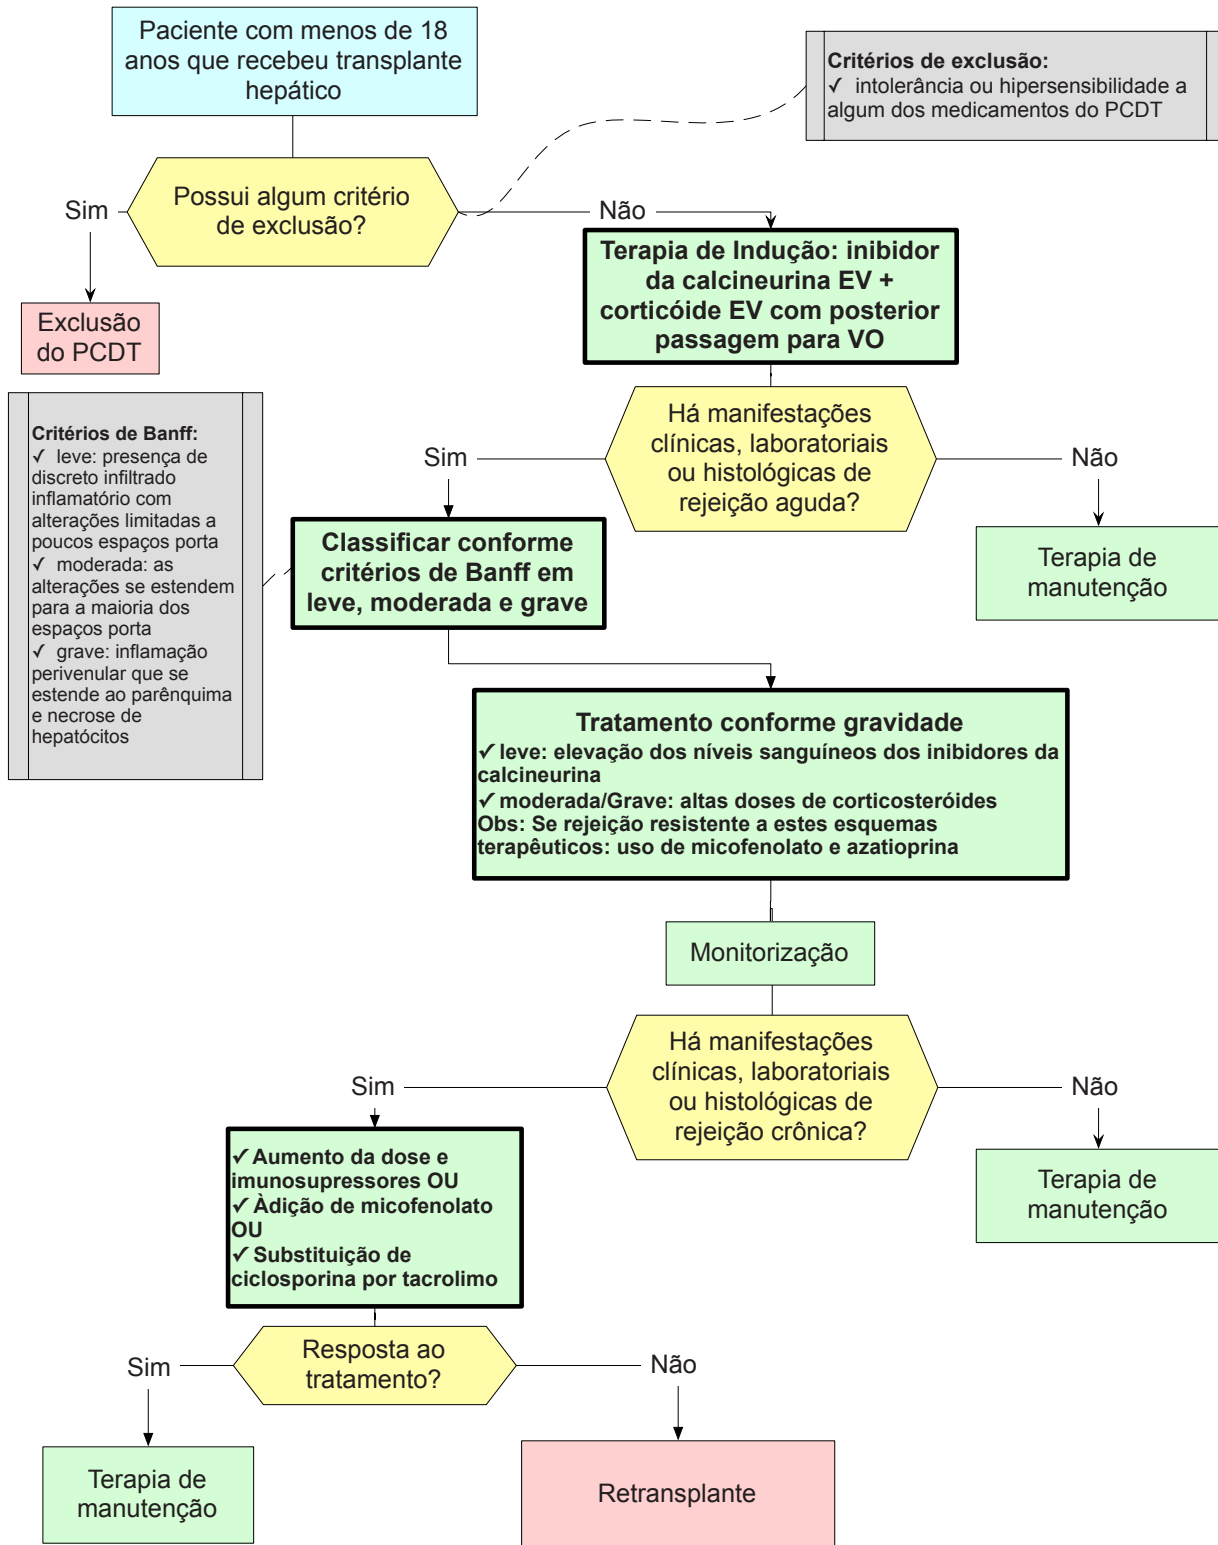 Paciente com menos de 18
anos que recebeu transplante
hepático
Critérios de exclusão:
✓ intolerância ou hipersensibilidade a
algum dos medicamentos do PCDT
Possui algum critério
de exclusão?
Sim
Não
Exclusão
do PCDT
Terapia de Indução: inibidor
da calcineurina EV +
corticóide EV com posterior
passagem para VO
Há manifestações
clínicas, laboratoriais
ou histológicas de
rejeição aguda?
Sim
Não
Critérios de Banff:
✓ leve: presença de
discreto infiltrado
inflamatório com
alterações limitadas a
poucos espaços porta
✓ moderada: as
alterações se estendem
para a maioria dos
espaços porta
✓ grave: inflamação
perivenular que se
estende ao parênquima
e necrose de
hepatócitos
Classificar conforme
critérios de Banff em
leve, moderada e grave
Terapia de
manutenção
Tratamento conforme gravidade
✓ leve: elevação dos níveis sanguíneos dos inibidores da
calcineurina
✓ moderada/Grave: altas doses de corticosteróides
Obs: Se rejeição resistente a estes esquemas
terapêuticos: uso de micofenolato e azatioprina
Monitorização
Há manifestações
clínicas, laboratoriais
ou histológicas de
rejeição crônica?
Sim
Não
✓ Aumento da dose e
imunosupressores OU
✓ Àdição de micofenolato
OU
✓ Substituição de
ciclosporina por tacrolimo
Terapia de
manutenção
Resposta ao
tratamento?
Sim
Não
Terapia de
manutenção
Retransplante